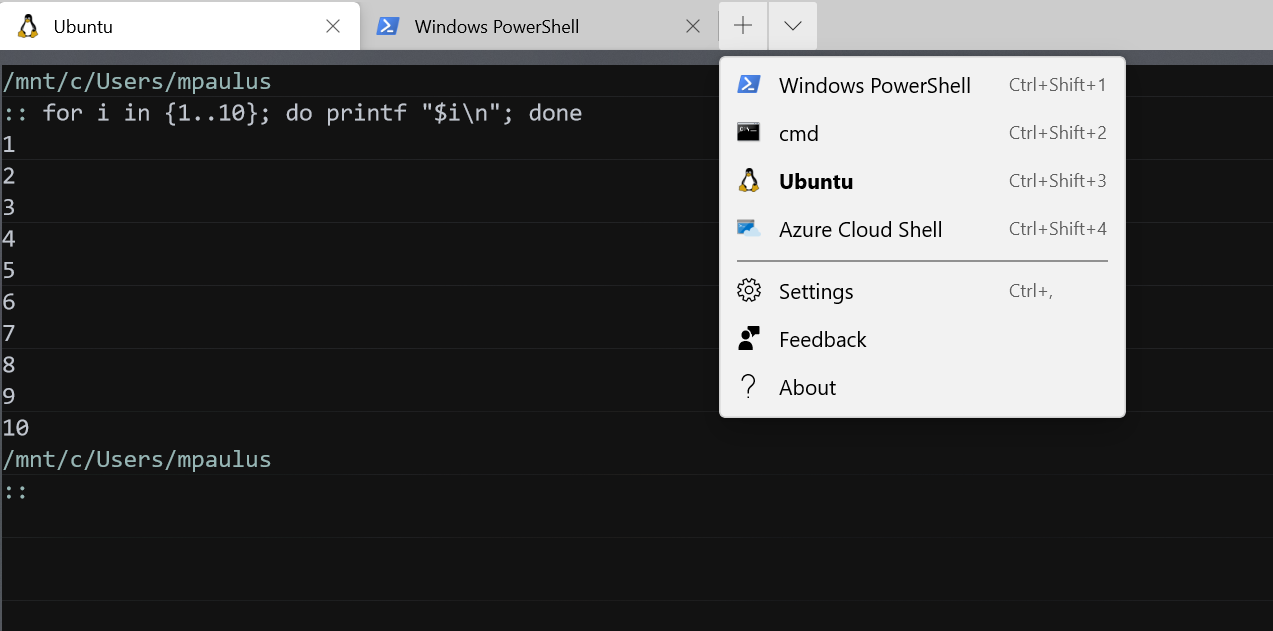 Ubuntu
Windows PowerShell
/mnt/c/Users/mpaulus
:: for i in {1..10}; do printf "$i\n"; done
1
2
3
4
5
6
7
8
9
10
/mnt/c/Users/mpaulus
::
Windows PowerShell Ctrl+Shift+1
cmd Ctrl+Shift+2
Ubuntu Ctrl+Shift+3
Azure Cloud Shell Ctrl+Shift+4
Settings Ctrl+,
Feedback
About